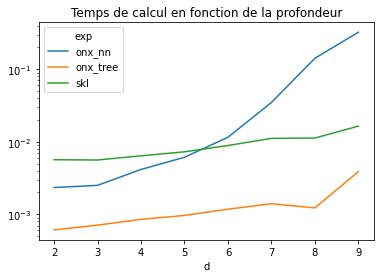 Temps de calcul en fonction de la profondeur
exp
onx_nn
onx_tree
skl
10⁻¹
10⁻²
10⁻³
2 3 4 5 6 7 8 9
d